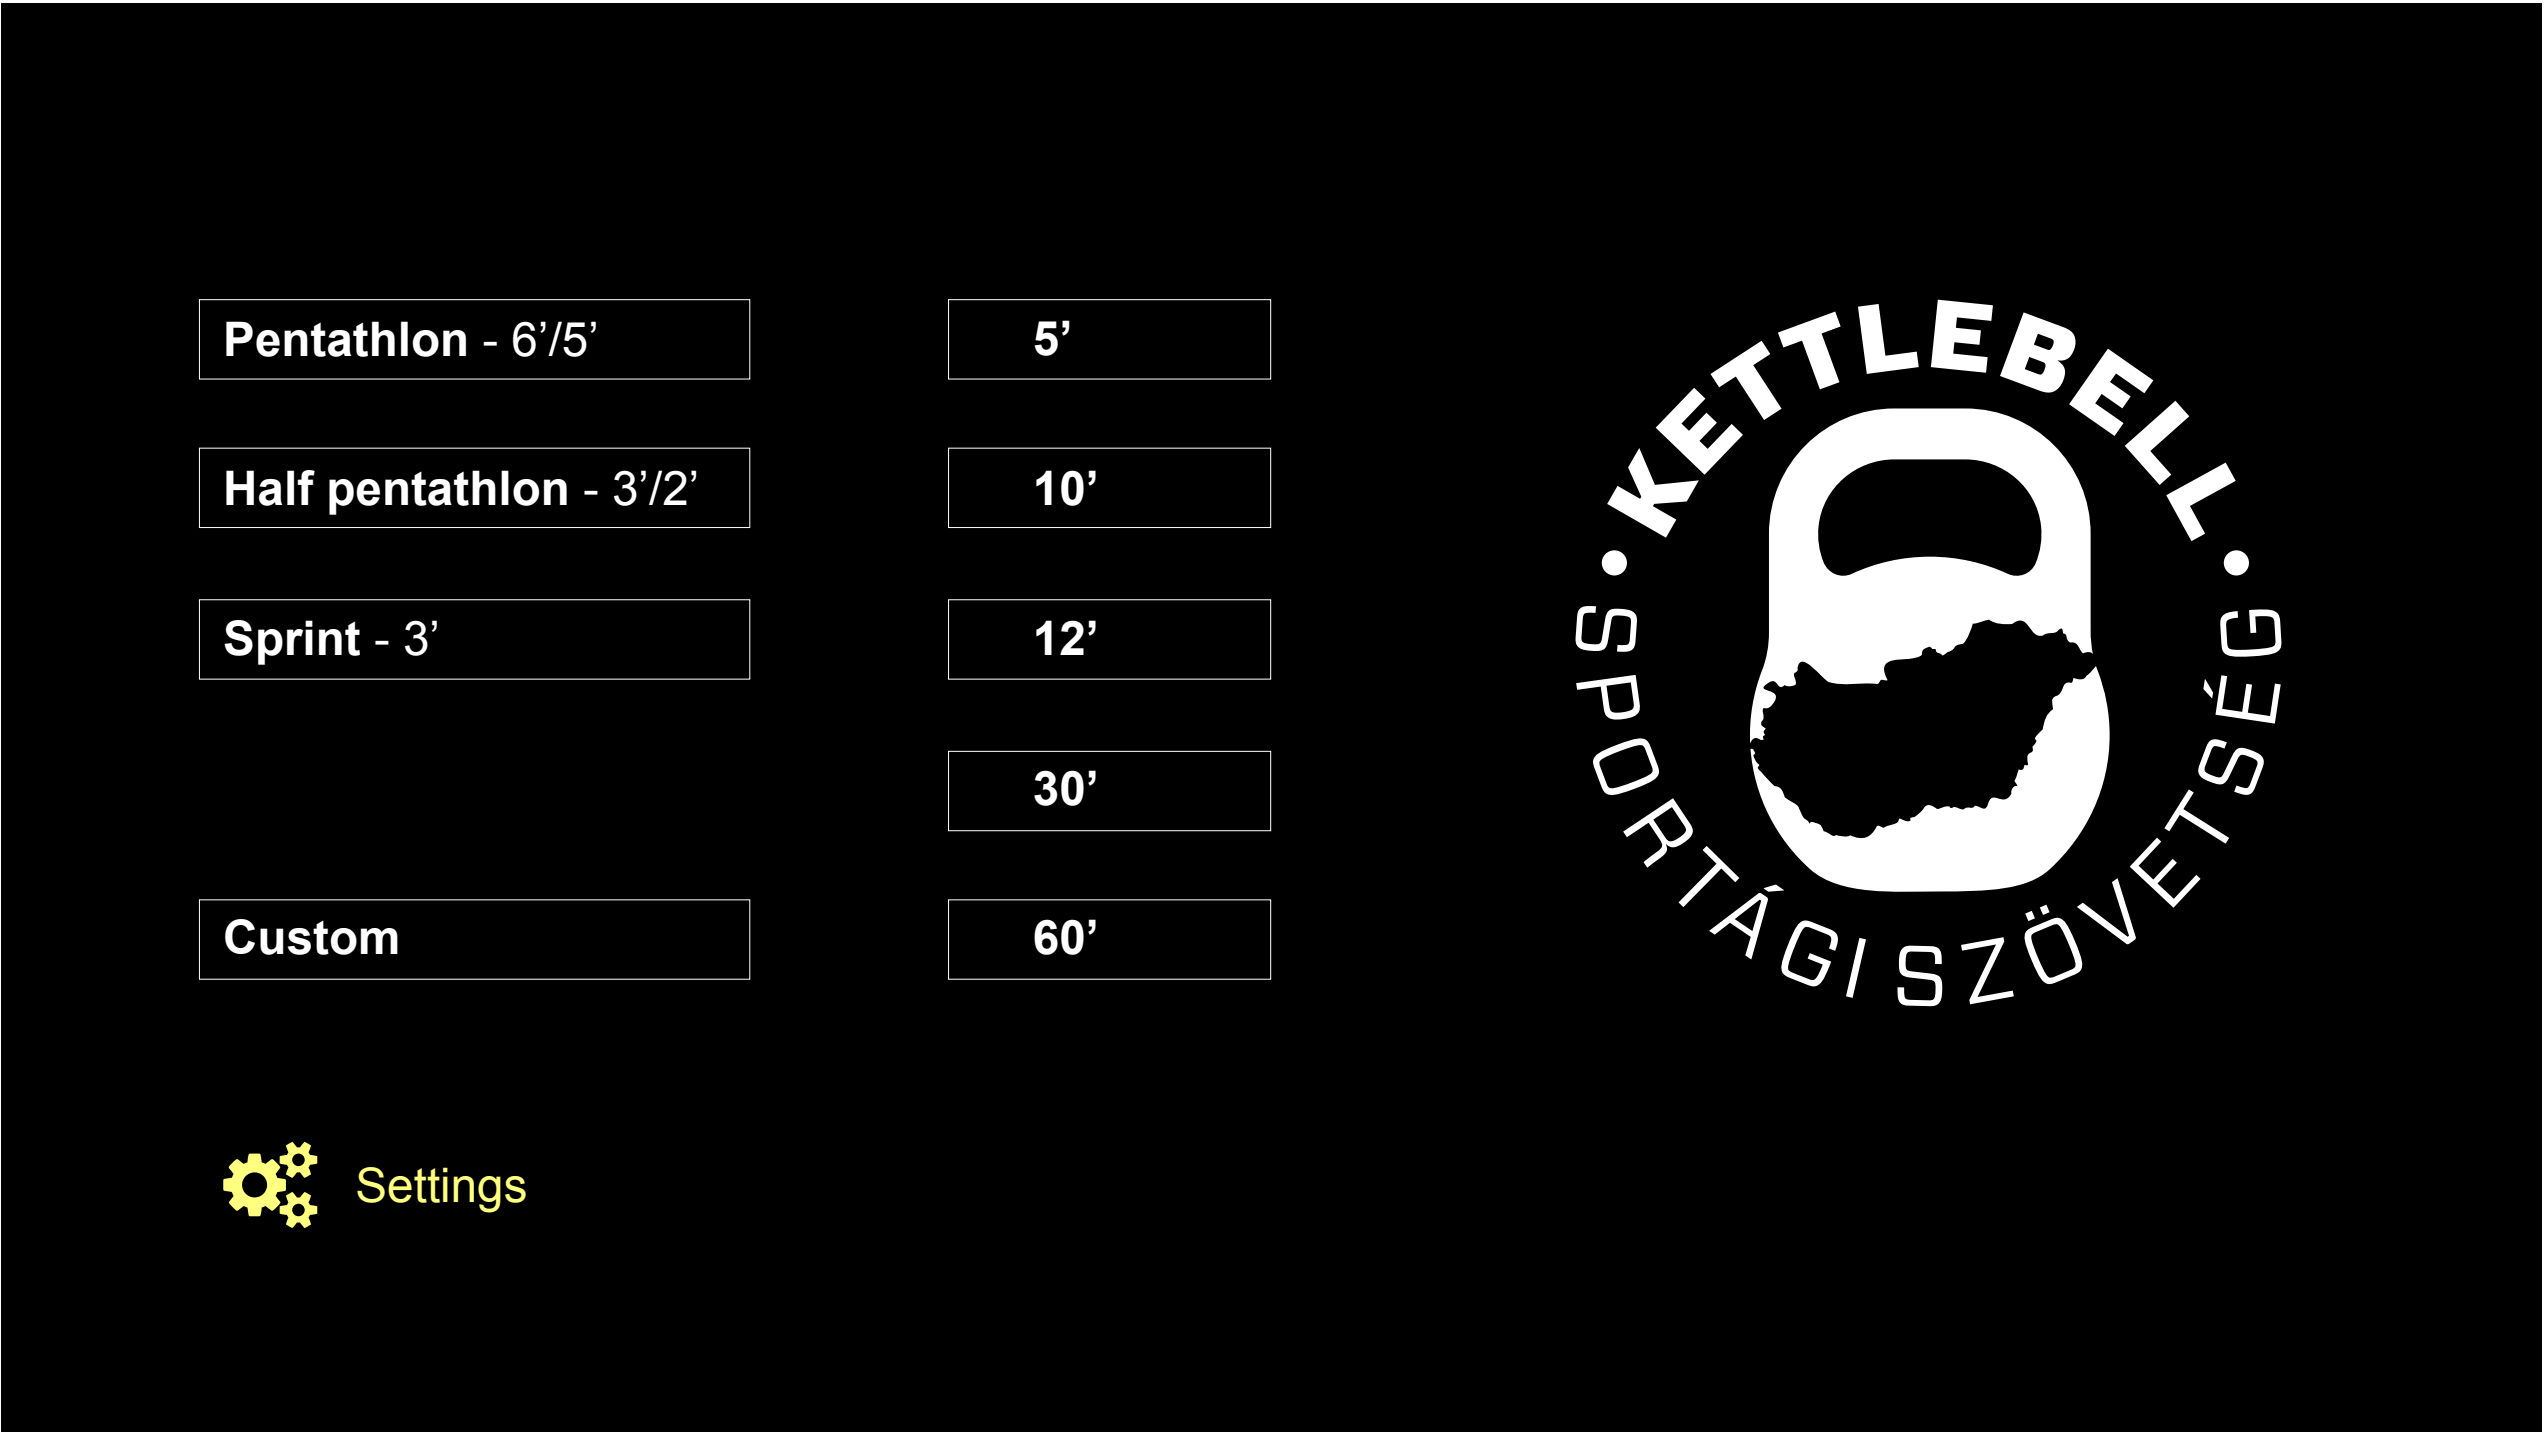 Pentathlon - 6’/5’
Half pentathlon - 3’/2’
Sprint - 3’
Custom
5’
10’
12’
30’
60’
• KETTLEBELL •
SPORTÁGI SZÖVETSÉG
Settings